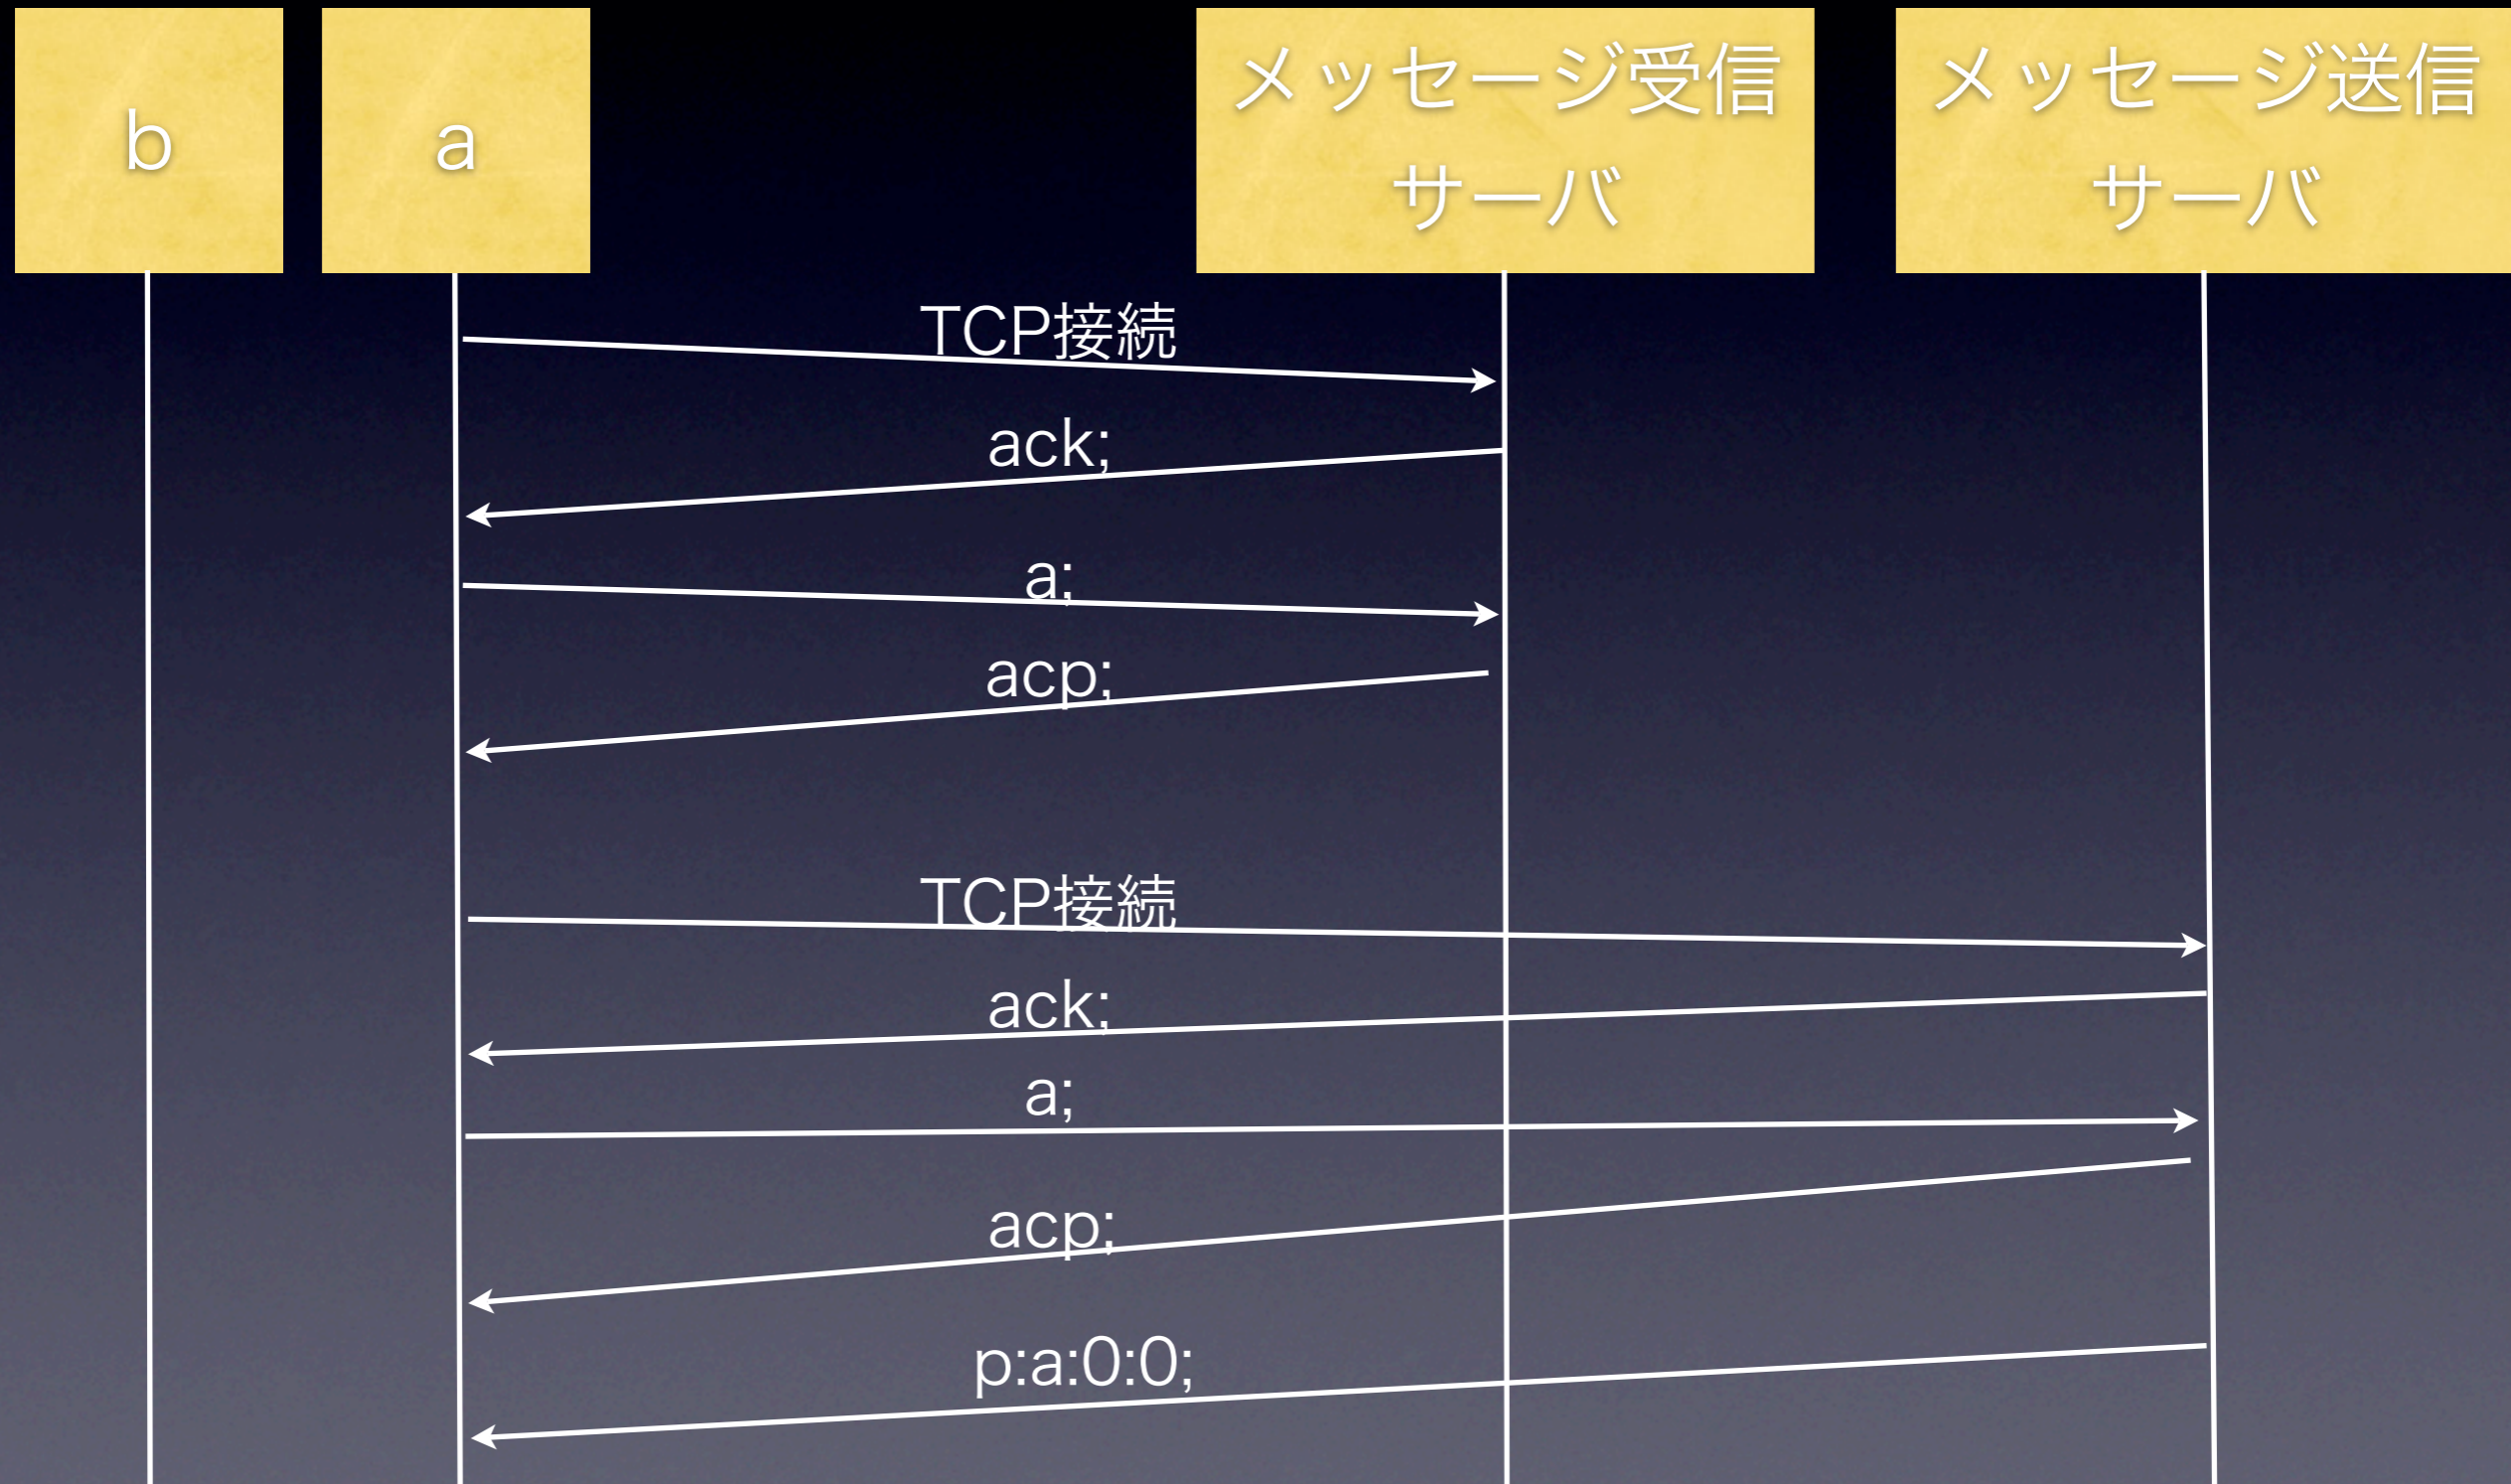 b
a
メッセージ受信
サーバ
メッセージ送信
サーバ
TCP接続
ack;
a;
acp;
TCP接続
ack;
a;
acp;
p:a:0:0;